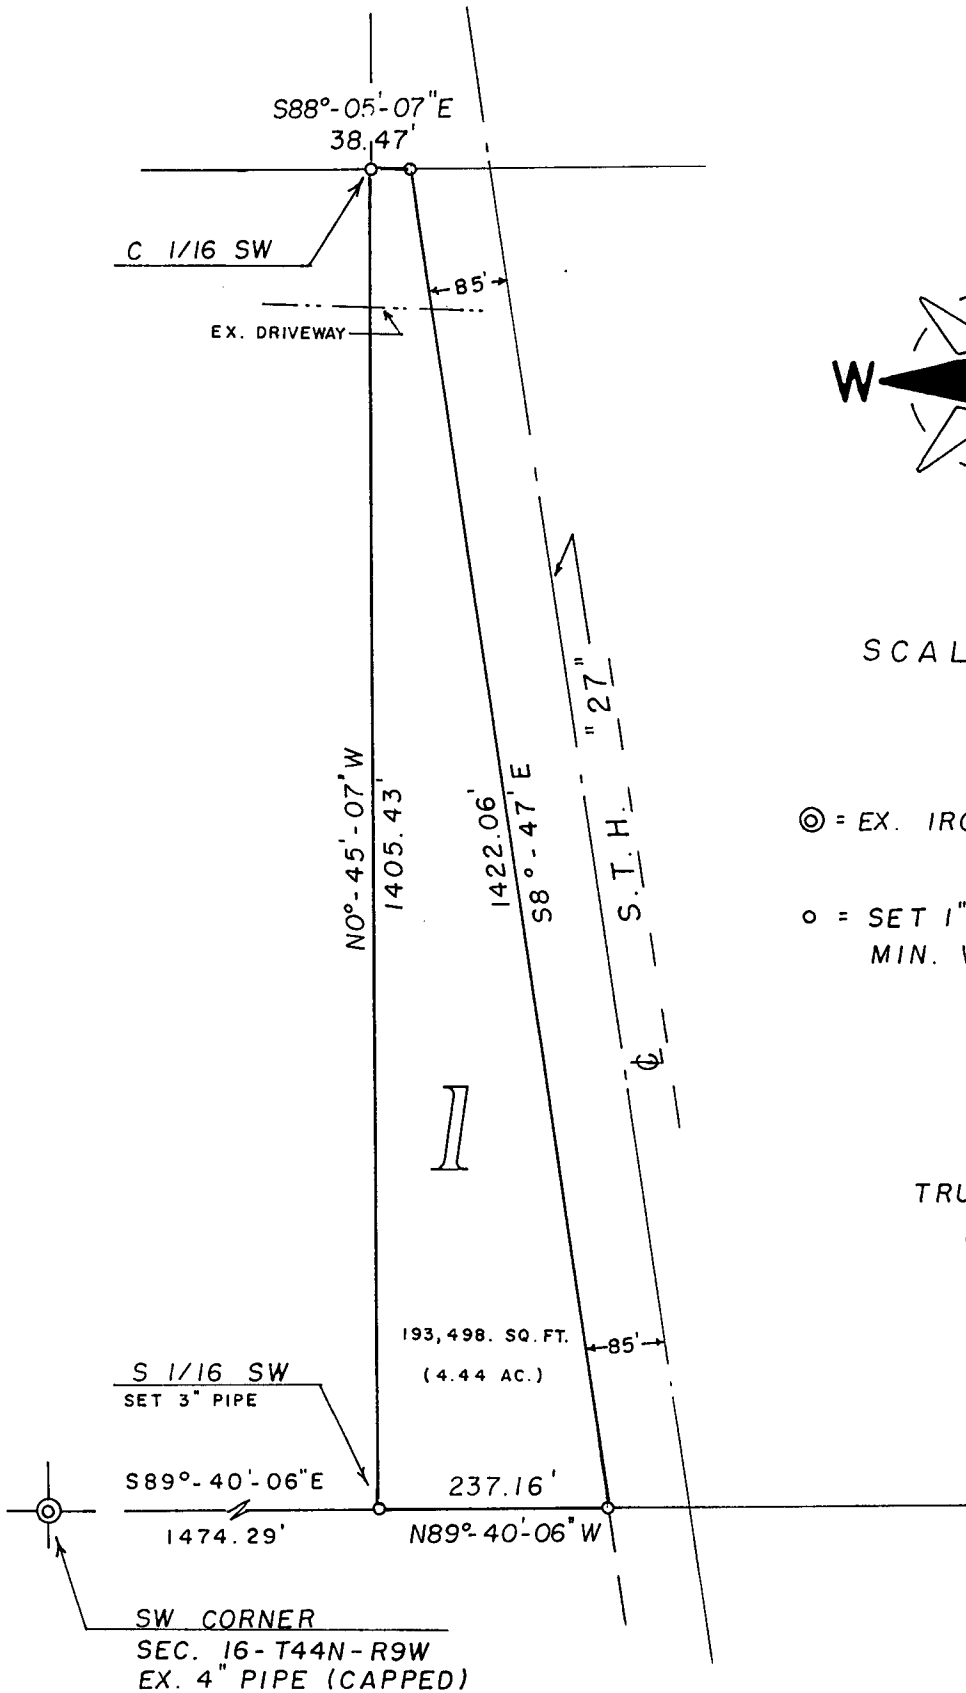 S88°-05'-07"E
38.47'
C 1/16 SW
85'
EX. DRIVEWAY
W
SCAL
"27"
S.T.H.
N0°-45'-07"W
1405.43'
1422.06'
S8°-47'E
= EX. IRO
= SET 1"
MIN.
℄
1
TRU
193,498. SQ.FT.
(4.44 AC.)
85'
S 1/16 SW
SET 3" PIPE
S89°-40'-06"E
1474.29'
237.16'
N89°-40'-06"W
SW CORNER
SEC. 16-T44N-R9W
EX. 4" PIPE (CAPPED)